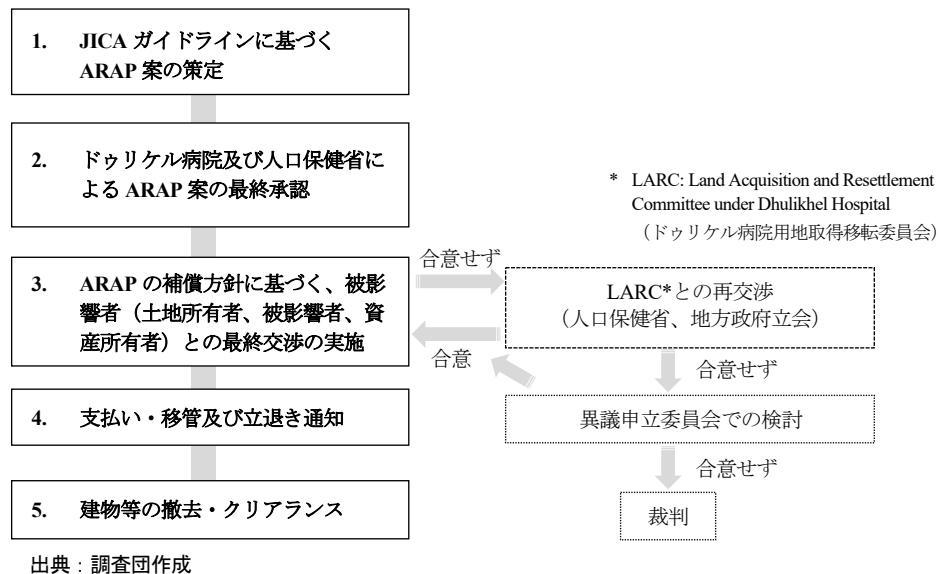 1. JICA ガイドラインに基づく
ARAP 案の策定
2. ドゥリケル病院及び人口保健省に
よる ARAP 案の最終承認
* LARC: Land Acquisition and Resettlement
Committee under Dhulikhel Hospital
（ドゥリケル病院用地取得移転委員会）
3. ARAP の補償方針に基づく、被影
響者（土地所有者、被影響者、資
産所有者）との最終交渉の実施
合意せず
LARC*との再交渉
（人口保健省、地方政府立会）
合意
合意せず
4. 支払い・移管及び立退き通知
異議申立委員会での検討
合意せず
5. 建物等の撤去・クリアランス
裁判
出典：調査団作成